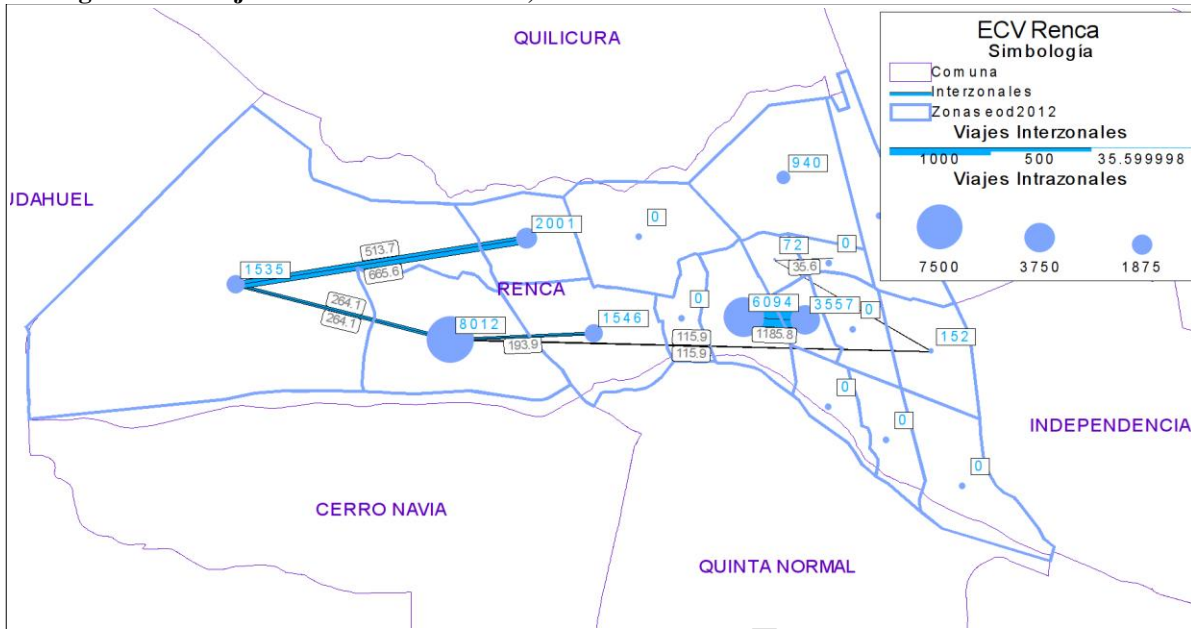 QUILICURA
ECV Renca
Simbología
Comuna
Interzonales
Zonaseod2012
Viajes Interzonales
1000 500 35.599998
Viajes Intrazonales
7500 3750 1875
JDAHUEL
940
2001
0
72
0
513.7
665.6
1535
35.6
RENCA
264.1
264.1
0
6094
3557
0
8012
1546
193.9
115.9
115.9
1185.8
152
0
0
INDEPENDENCIA
0
CERRO NAVIA
QUINTA NORMAL